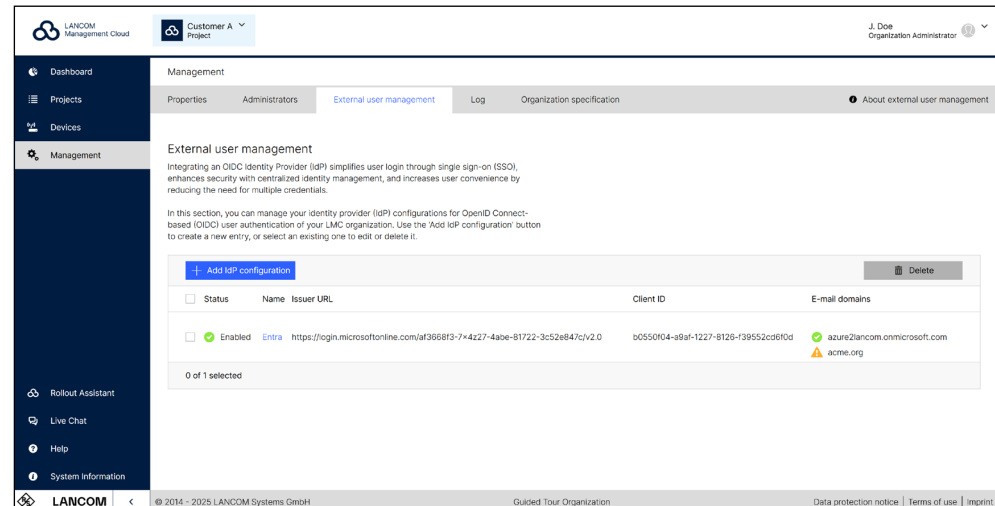 LANCOM
Management Cloud
Customer A
Project
J. Doe
Organization Administrator
Dashboard
Projects
Devices
Management
Rollout Assistant
Live Chat
Help
System Information
LANCOM
Management
Properties
Administrators
External user management
Log
Organization specification
About external user management
External user management
Integrating an OIDC Identity Provider (IdP) simplifies user login through single sign-on (SSO),
enhances security with centralized identity management, and increases user convenience by
reducing the need for multiple credentials.
In this section, you can manage your identity provider (IdP) configurations for OpenID Connect-
based (OIDC) user authentication of your LMC organization. Use the 'Add IdP configuration' button
to create a new entry, or select an existing one to edit or delete it.
Add IdP configuration
Delete
Status Name Issuer URL Client ID E-mail domains
Enabled Entra https://login.microsoftonline.com/af3668f3-7×4z27-4abe-81722-3c52e847c/v2.0 b0550f04-a9af-1227-8126-f39552cd6f0d azure2lancom.onmicrosoft.com
acme.org
0 of 1 selected
© 2014 - 2025 LANCOM Systems GmbH
Guided Tour Organization
Data protection notice | Terms of use | Imprint